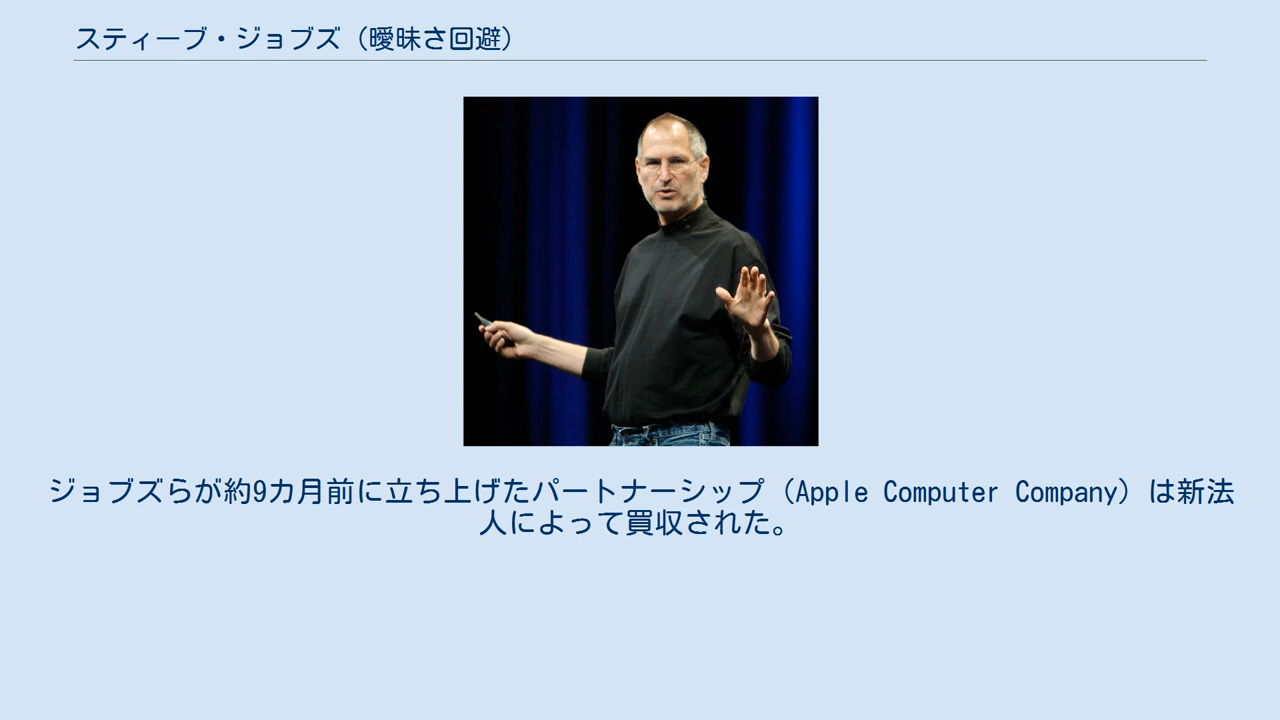 スティーブ・ジョブズ（曖昧さ回避）
ジョブズらが約9カ月前に立ち上げたパートナーシップ（Apple Computer Company）は新法
人によって買収された。